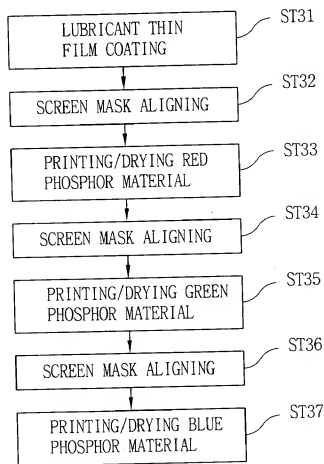 ST31
LUBRICANT THIN
FILM COATING
ST32
SCREEN MASK ALIGNING
ST33
PRINTING/DRYING RED
PHOSPHOR MATERIAL
ST34
SCREEN MASK ALIGNING
ST35
PRINTING/DRYING GREEN
PHOSPHOR MATERIAL
ST36
SCREEN MASK ALIGNING
ST37
PRINTING/DRYING BLUE
PHOSPHOR MATERIAL